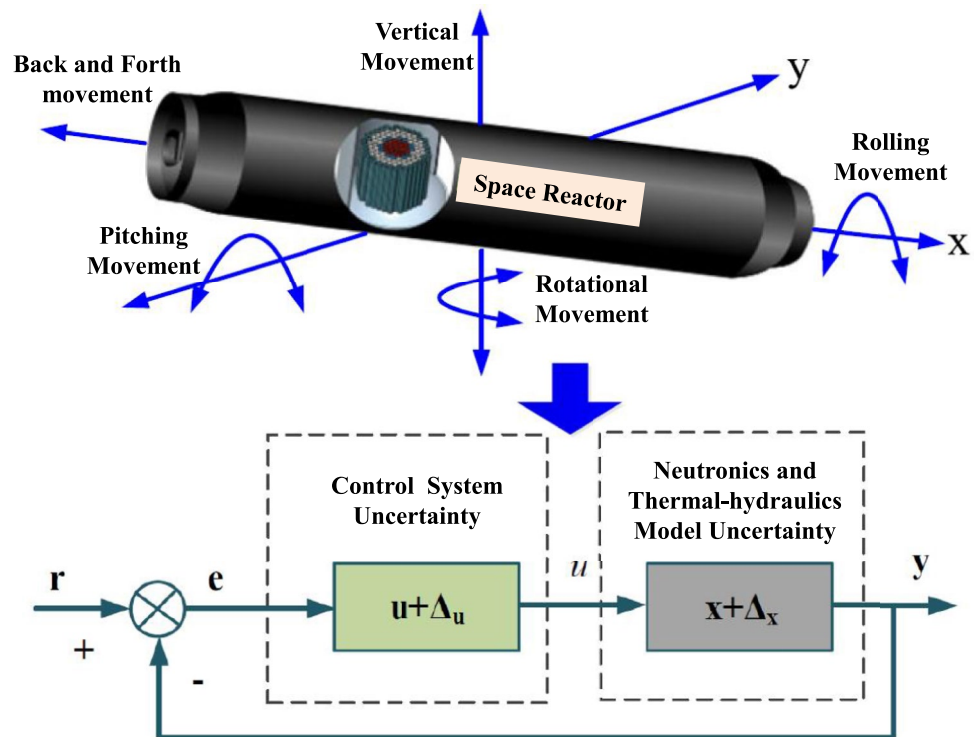 Vertical
Movement
Back and Forth
movement
y
Rolling
Movement
Space Reactor
x
Pitching
Movement
Rotational
Movement
Control System
Uncertainty
Neutronics and
Thermal-hydraulics
Model Uncertainty
r
e
u+Δu
u
x+Δx
y
+
-